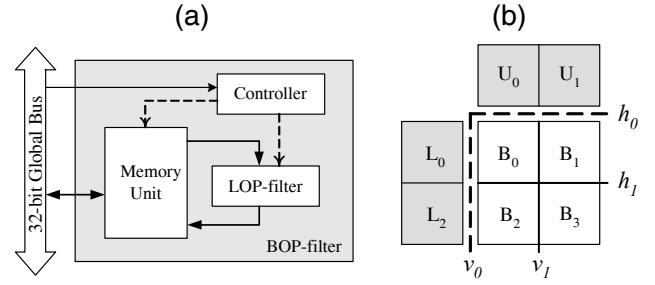 (a)
(b)
32-bit Global Bus
Controller
Memory
Unit
LOP-filter
BOP-filter
U0 U1
h0
L0 B0 B1
h1
L2 B2 B3
v0 v1